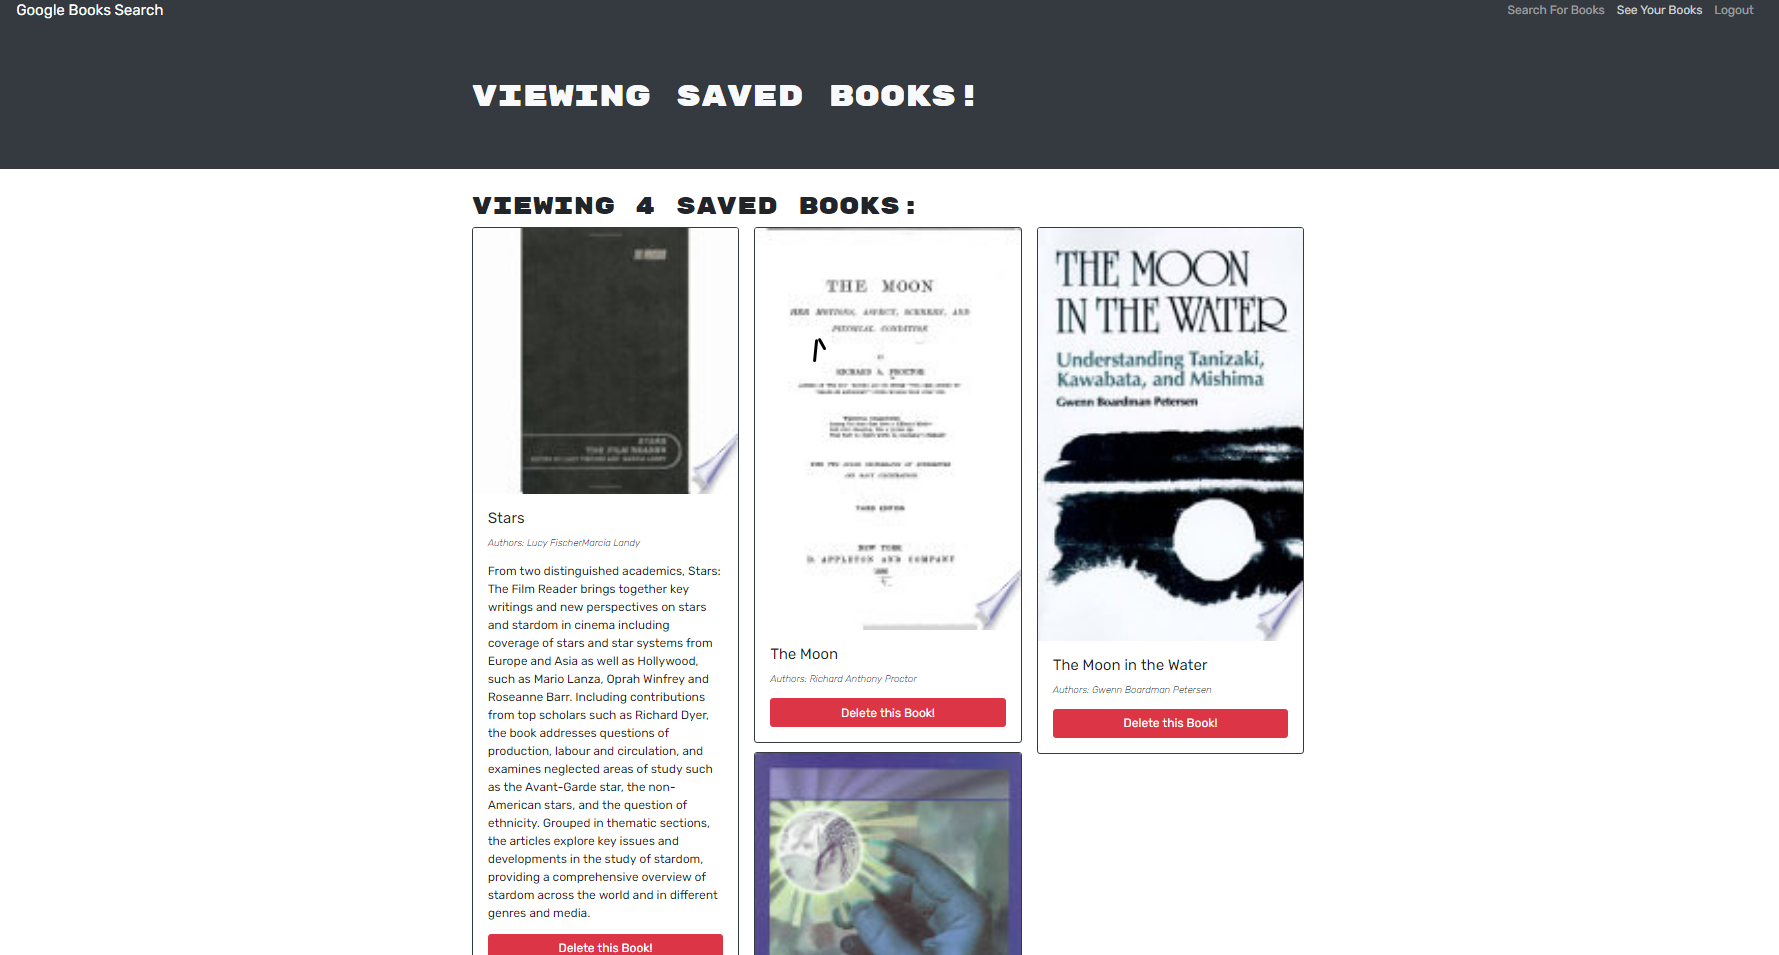 Google Books Search
Search For Books See Your Books Logout
VIEWING SAVED BOOKS!
VIEWING 4 SAVED BOOKS:
STARS
THE FILM READER
Stars
Authors: Lucy FischerMarcia Landy
From two distinguished academics, Stars:
The Film Reader brings together key
writings and new perspectives on stars
and stardom in cinema including
coverage of stars and star systems from
Europe and Asia as well as Hollywood,
such as Mario Lanza, Oprah Winfrey and
Roseanne Barr. Including contributions
from top scholars such as Richard Dyer,
the book addresses questions of
production, labour and circulation, and
examines neglected areas of study such
as the Avant-Garde star, the non-
American stars, and the question of
ethnicity. Grouped in thematic sections,
the articles explore key issues and
developments in the study of stardom,
providing a comprehensive overview of
stardom across the world and in different
genres and media.
Delete this Book!
THE MOON
HER MOTIONS, ASPECT, SCENERY, AND
PHYSICAL CONDITION
BY
RICHARD A. PROCTOR
THIRD EDITION
NEW YORK
D. APPLETON AND COMPANY
The Moon
Authors: Richard Anthony Proctor
Delete this Book!
THE MOON
IN THE WATER
Understanding Tanizaki,
Kawabata, and Mishima
Gwenn Boardman Petersen
The Moon in the Water
Authors: Gwenn Boardman Petersen
Delete this Book!